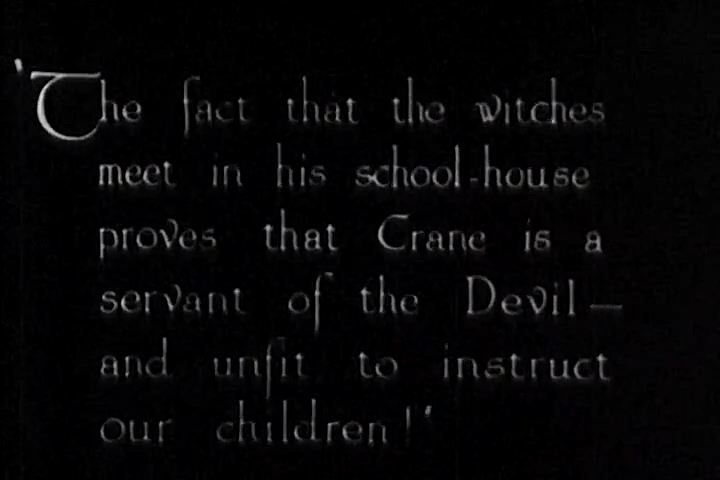 'The fact that the witches
meet in his school-house
proves that Crane is a
servant of the Devil—
and unfit to instruct
our children!'